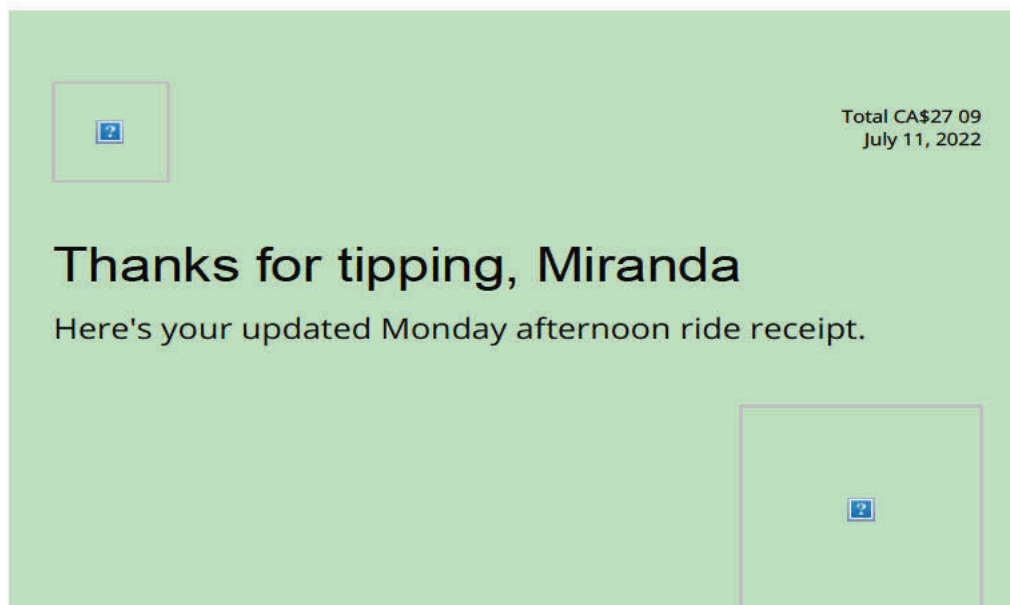 Total CA$27 09
July 11, 2022
Thanks for tipping, Miranda
Here's your updated Monday afternoon ride receipt.